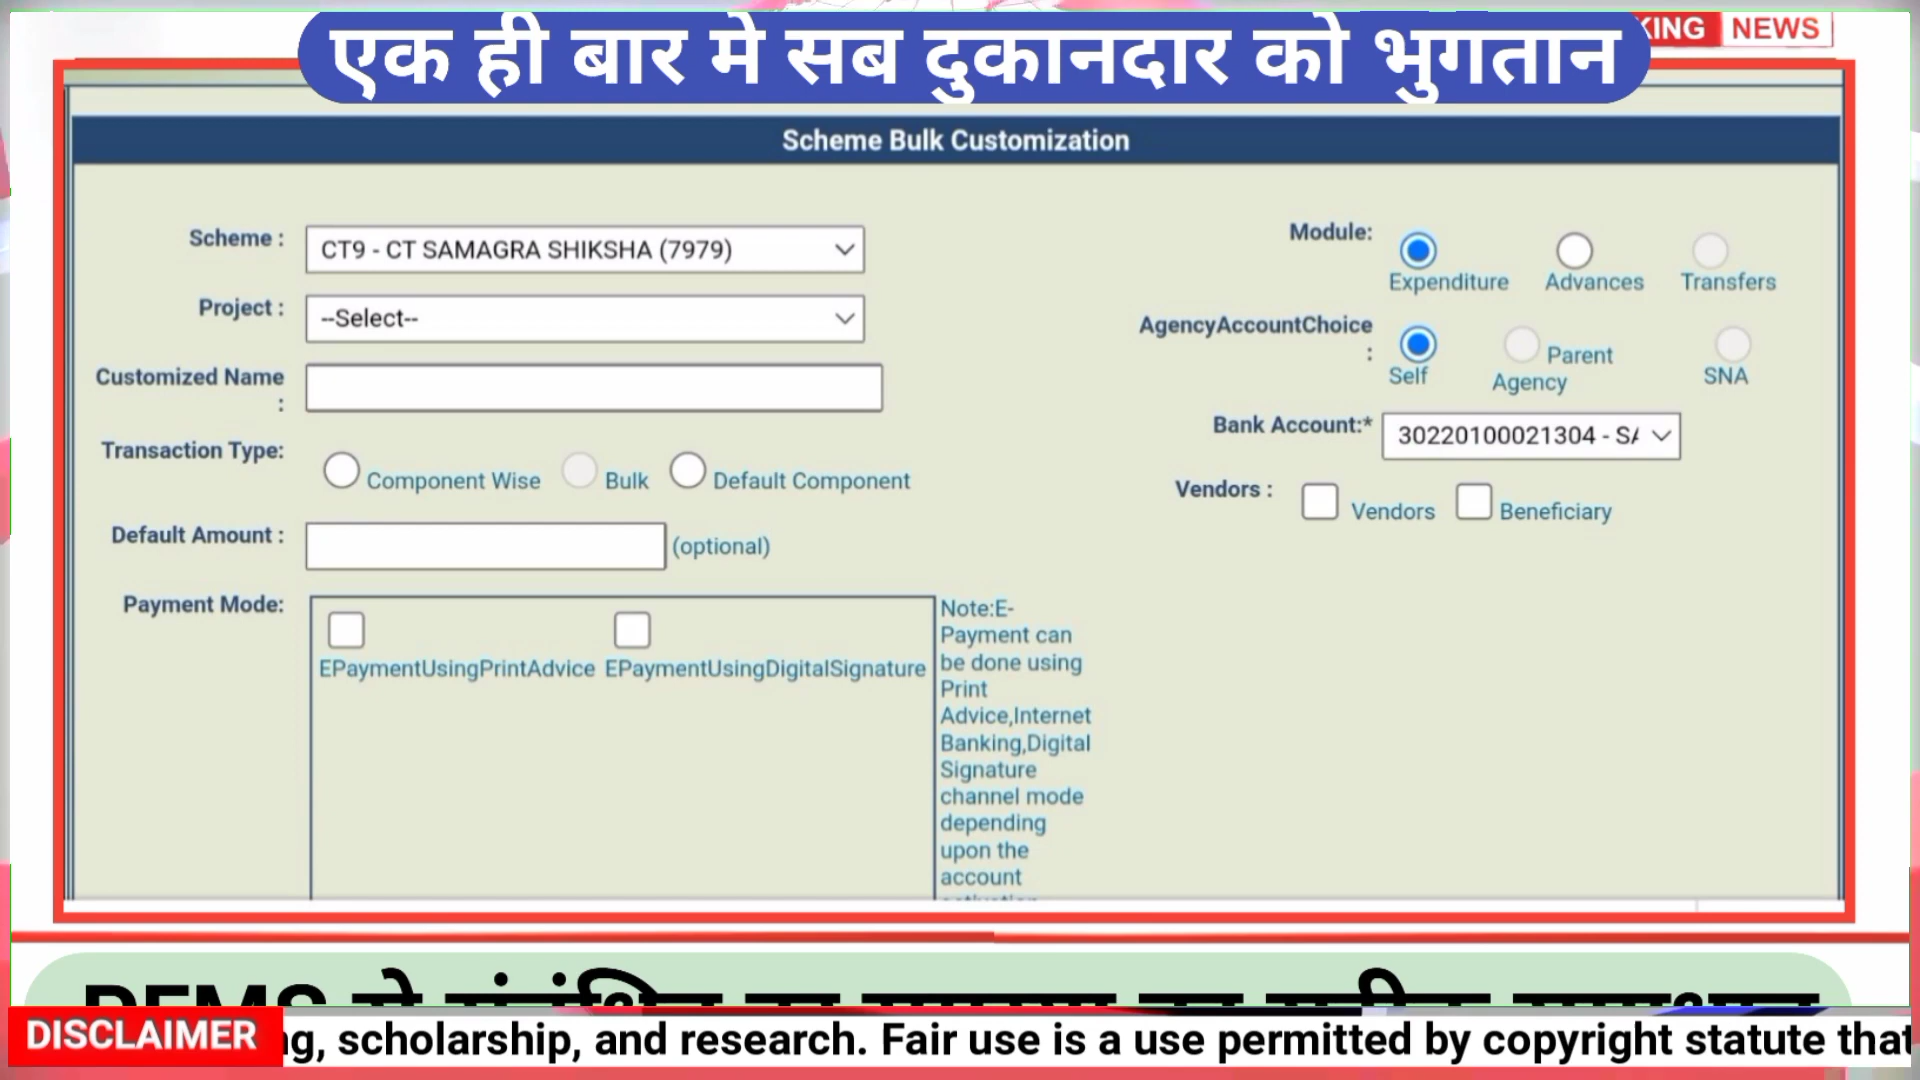 एक ही बार मे सब दुकानदार को भुगतान
KING NEWS
Scheme Bulk Customization
Scheme :
CT9 - CT SAMAGRA SHIKSHA (7979)
Module:
Expenditure
Advances
Transfers
Project :
--Select--
AgencyAccountChoice
:
Self
Parent
Agency
SNA
Customized Name
:
Bank Account:*
30220100021304 - SA
Transaction Type:
Component Wise
Bulk
Default Component
Vendors :
Vendors
Beneficiary
Default Amount :
(optional)
Payment Mode:
EPaymentUsingPrintAdvice
EPaymentUsingDigitalSignature
Note:E-
Payment can
be done using
Print
Advice,Internet
Banking,Digital
Signature
channel mode
depending
upon the
account
PFMS से
DISCLAIMER
ng, scholarship, and research. Fair use is a use permitted by copyright statute that